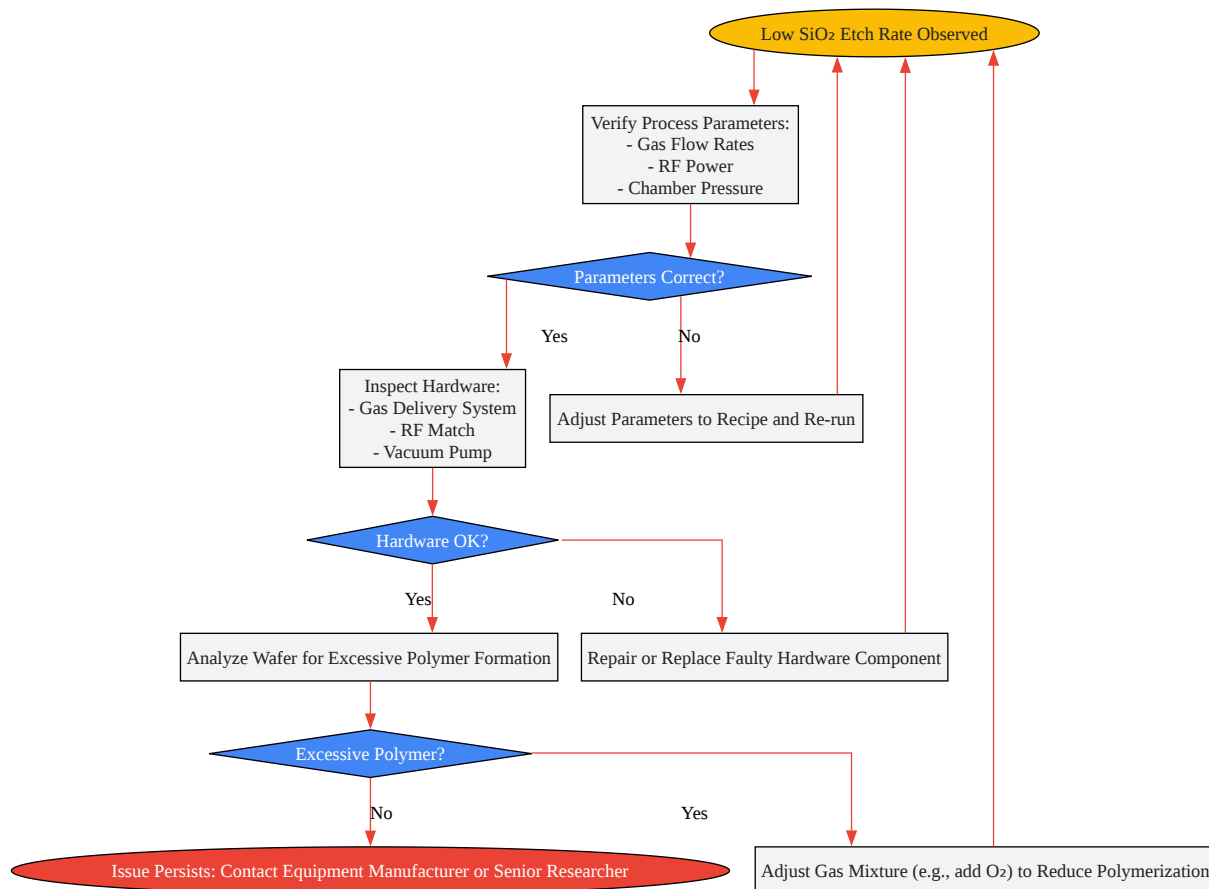 Low SiO₂ Etch Rate Observed
Verify Process Parameters:
- Gas Flow Rates
- RF Power
- Chamber Pressure
Parameters Correct?
Yes
No
Inspect Hardware:
- Gas Delivery System
- RF Match
- Vacuum Pump
Adjust Parameters to Recipe and Re-run
Hardware OK?
Yes
No
Analyze Wafer for Excessive Polymer Formation
Repair or Replace Faulty Hardware Component
Excessive Polymer?
No
Yes
Issue Persists: Contact Equipment Manufacturer or Senior Researcher
Adjust Gas Mixture (e.g., add O₂) to Reduce Polymerization